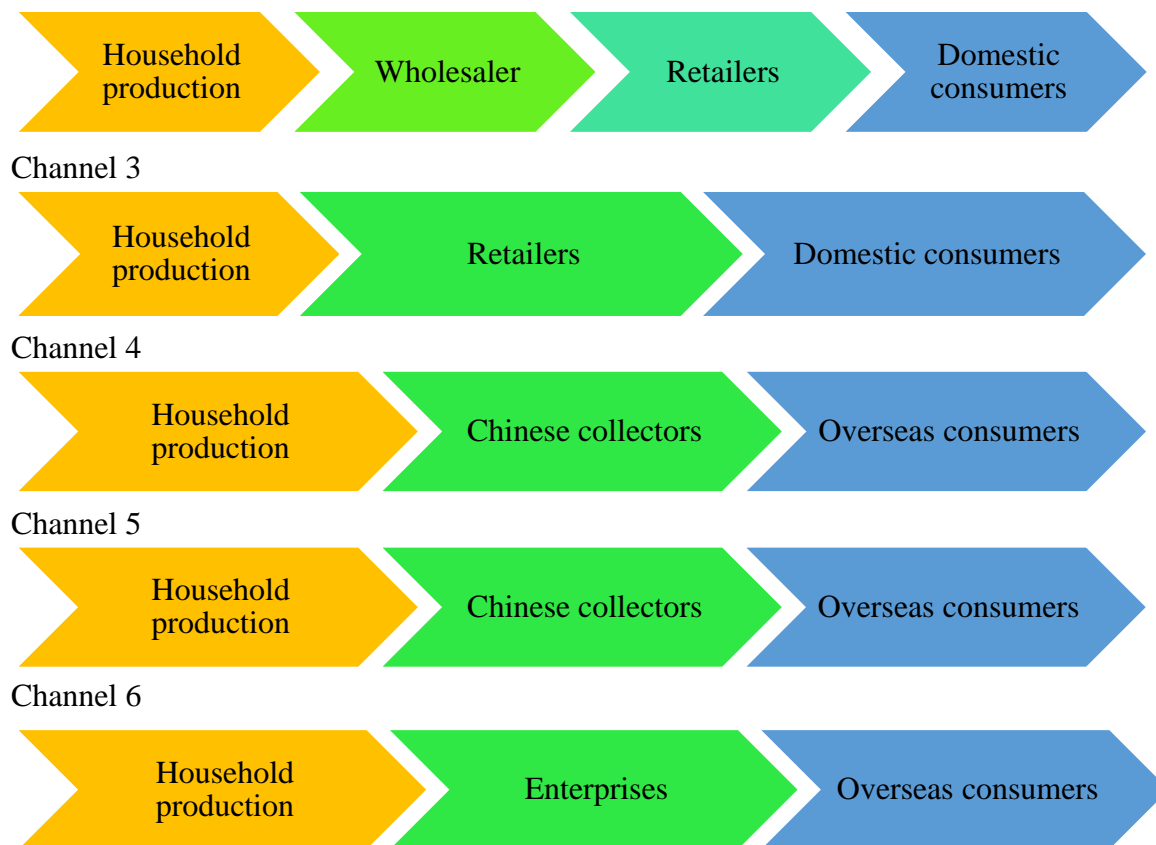 Household
production
Wholesaler
Retailers
Domestic
consumers
Channel 3
Household
production
Retailers
Domestic consumers
Channel 4
Household
production
Chinese collectors
Overseas consumers
Channel 5
Household
production
Chinese collectors
Overseas consumers
Channel 6
Household
production
Enterprises
Overseas consumers